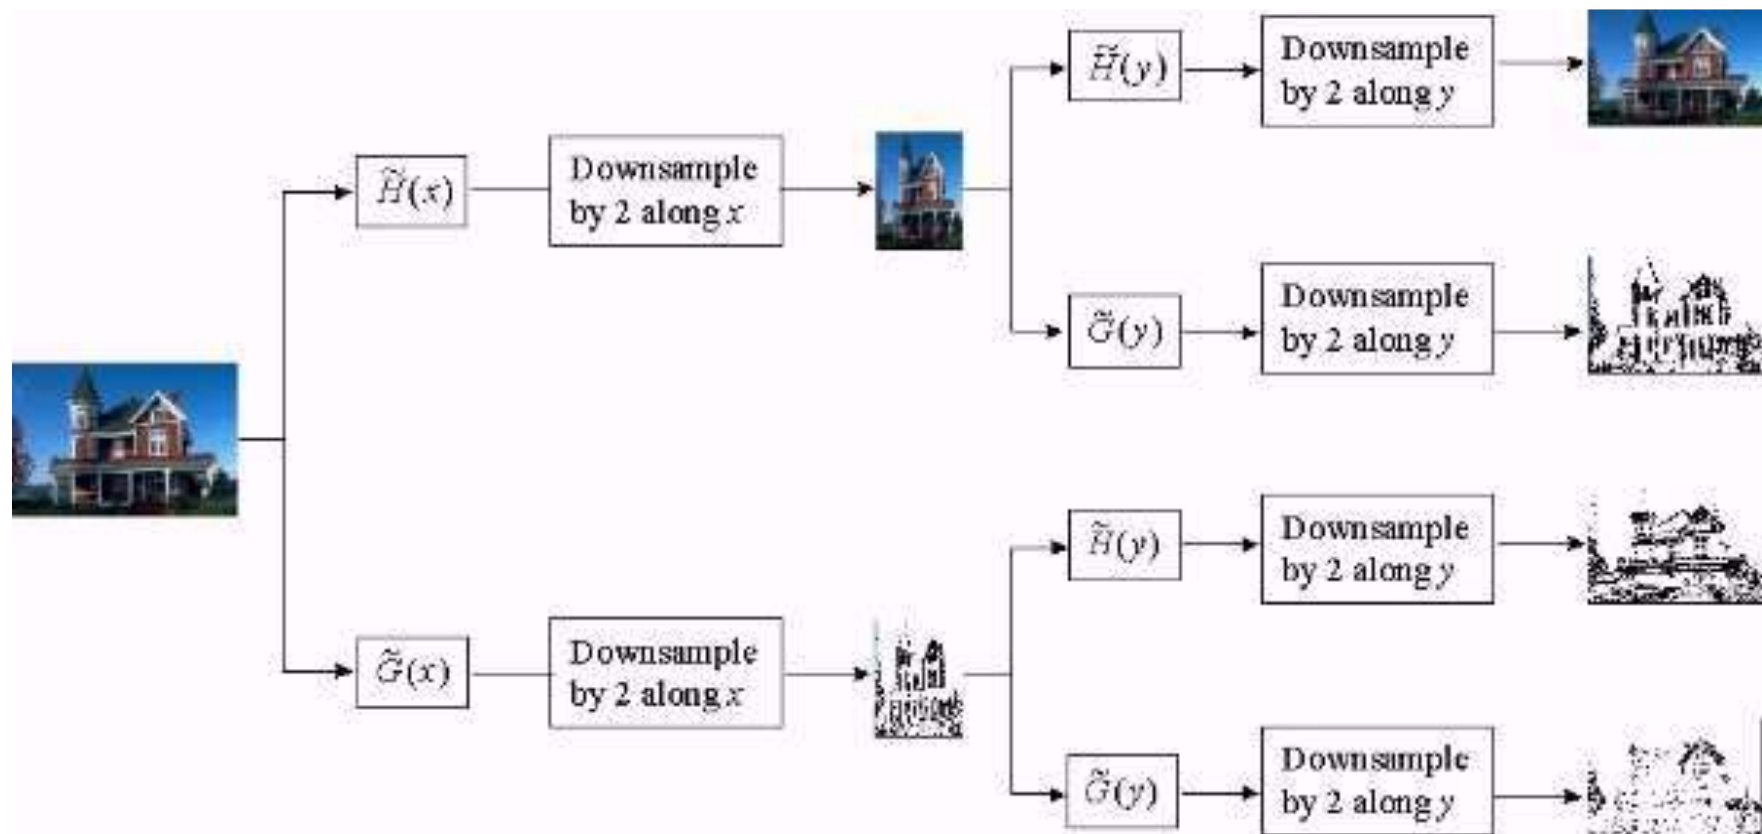 H̃(x)
Downsample
by 2 along x
H̃(y)
Downsample
by 2 along y
G̃(y)
Downsample
by 2 along y
G̃(x)
Downsample
by 2 along x
H̃(y)
Downsample
by 2 along y
G̃(y)
Downsample
by 2 along y